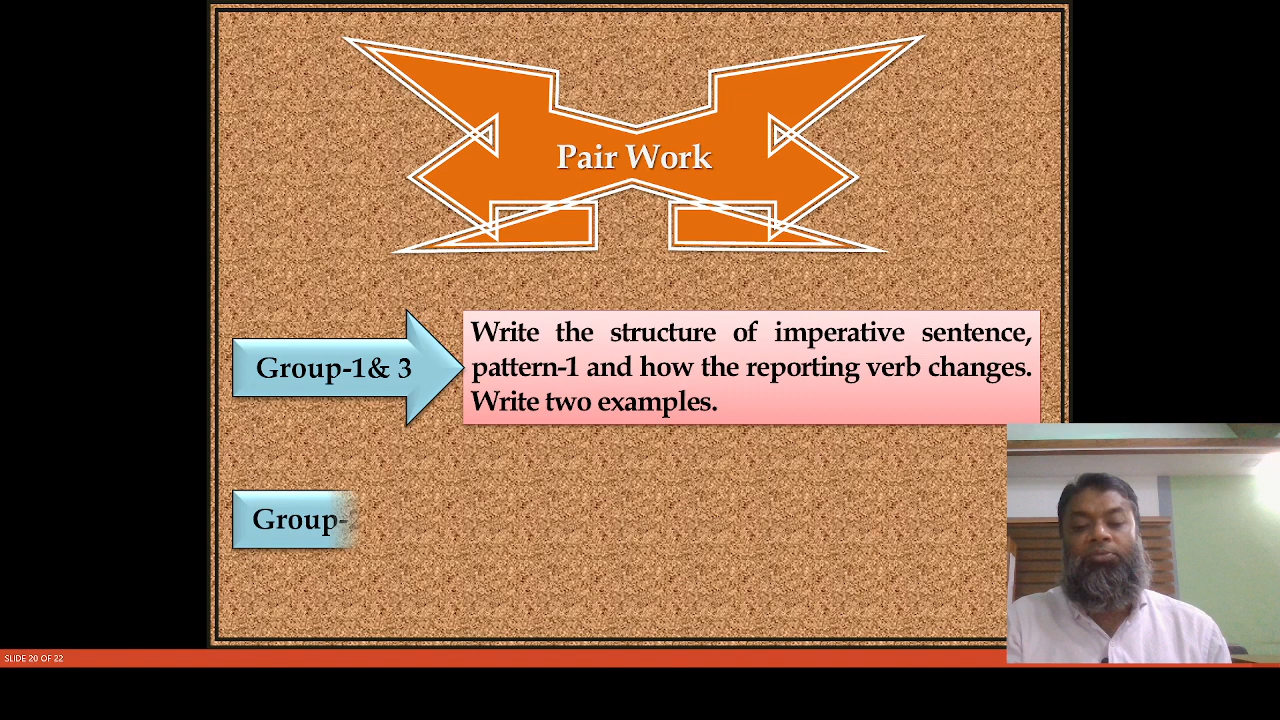 Pair Work
Group-1& 3
Write the structure of imperative sentence,
pattern-1 and how the reporting verb changes.
Write two examples.
Group-
SLIDE 20 OF 22